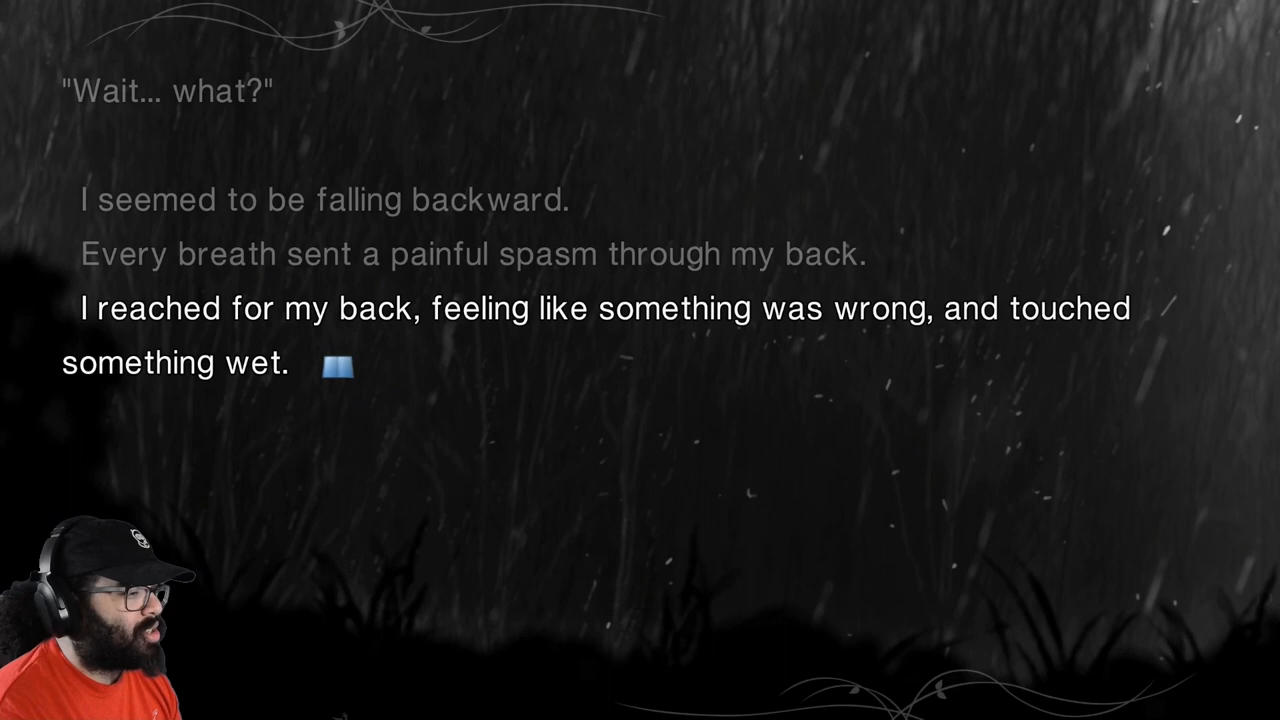 "Wait... what?"
I seemed to be falling backward.
Every breath sent a painful spasm through my back.
I reached for my back, feeling like something was wrong, and touched
something wet.